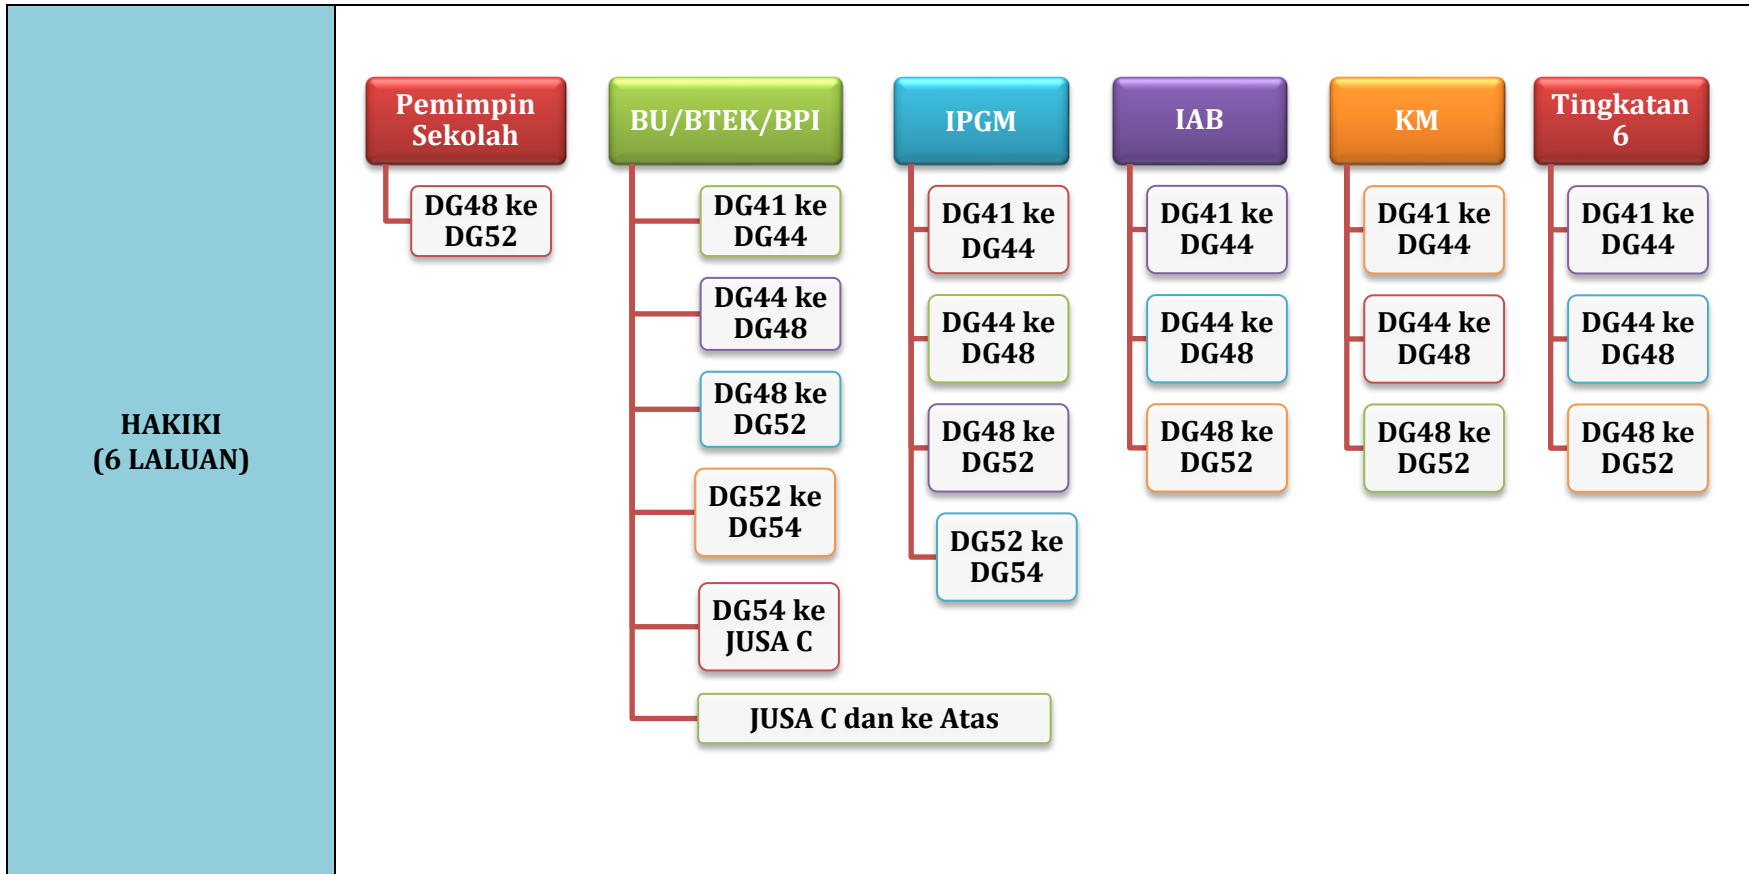 HAKIKI
(6 LALUAN)
Pemimpin
Sekolah
DG48 ke
DG52
BU/BTEK/BPI
DG41 ke
DG44
DG44 ke
DG48
DG48 ke
DG52
DG52 ke
DG54
DG54 ke
JUSA C
JUSA C dan ke Atas
IPGM
DG41 ke
DG44
DG44 ke
DG48
DG48 ke
DG52
DG52 ke
DG54
IAB
DG41 ke
DG44
DG44 ke
DG48
DG48 ke
DG52
KM
DG41 ke
DG44
DG44 ke
DG48
DG48 ke
DG52
Tingkatan
6
DG41 ke
DG44
DG44 ke
DG48
DG48 ke
DG52